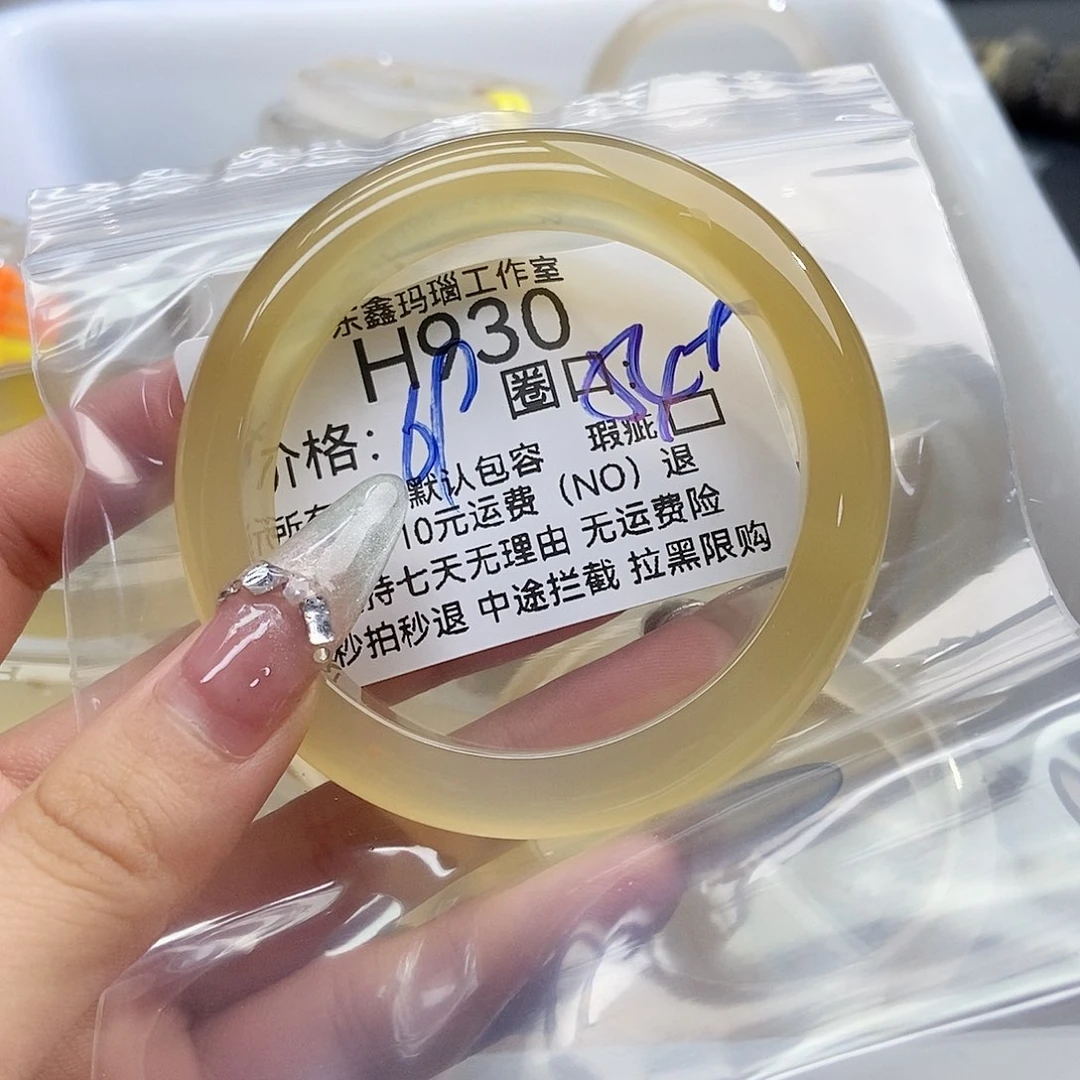 东鑫玛瑙工作室
H930
圈口:
价格:
瑕疵
默认包容
10元运费(NO)退
持七天无理由 无运费险
秒拍秒退 中途拦截 拉黑限购